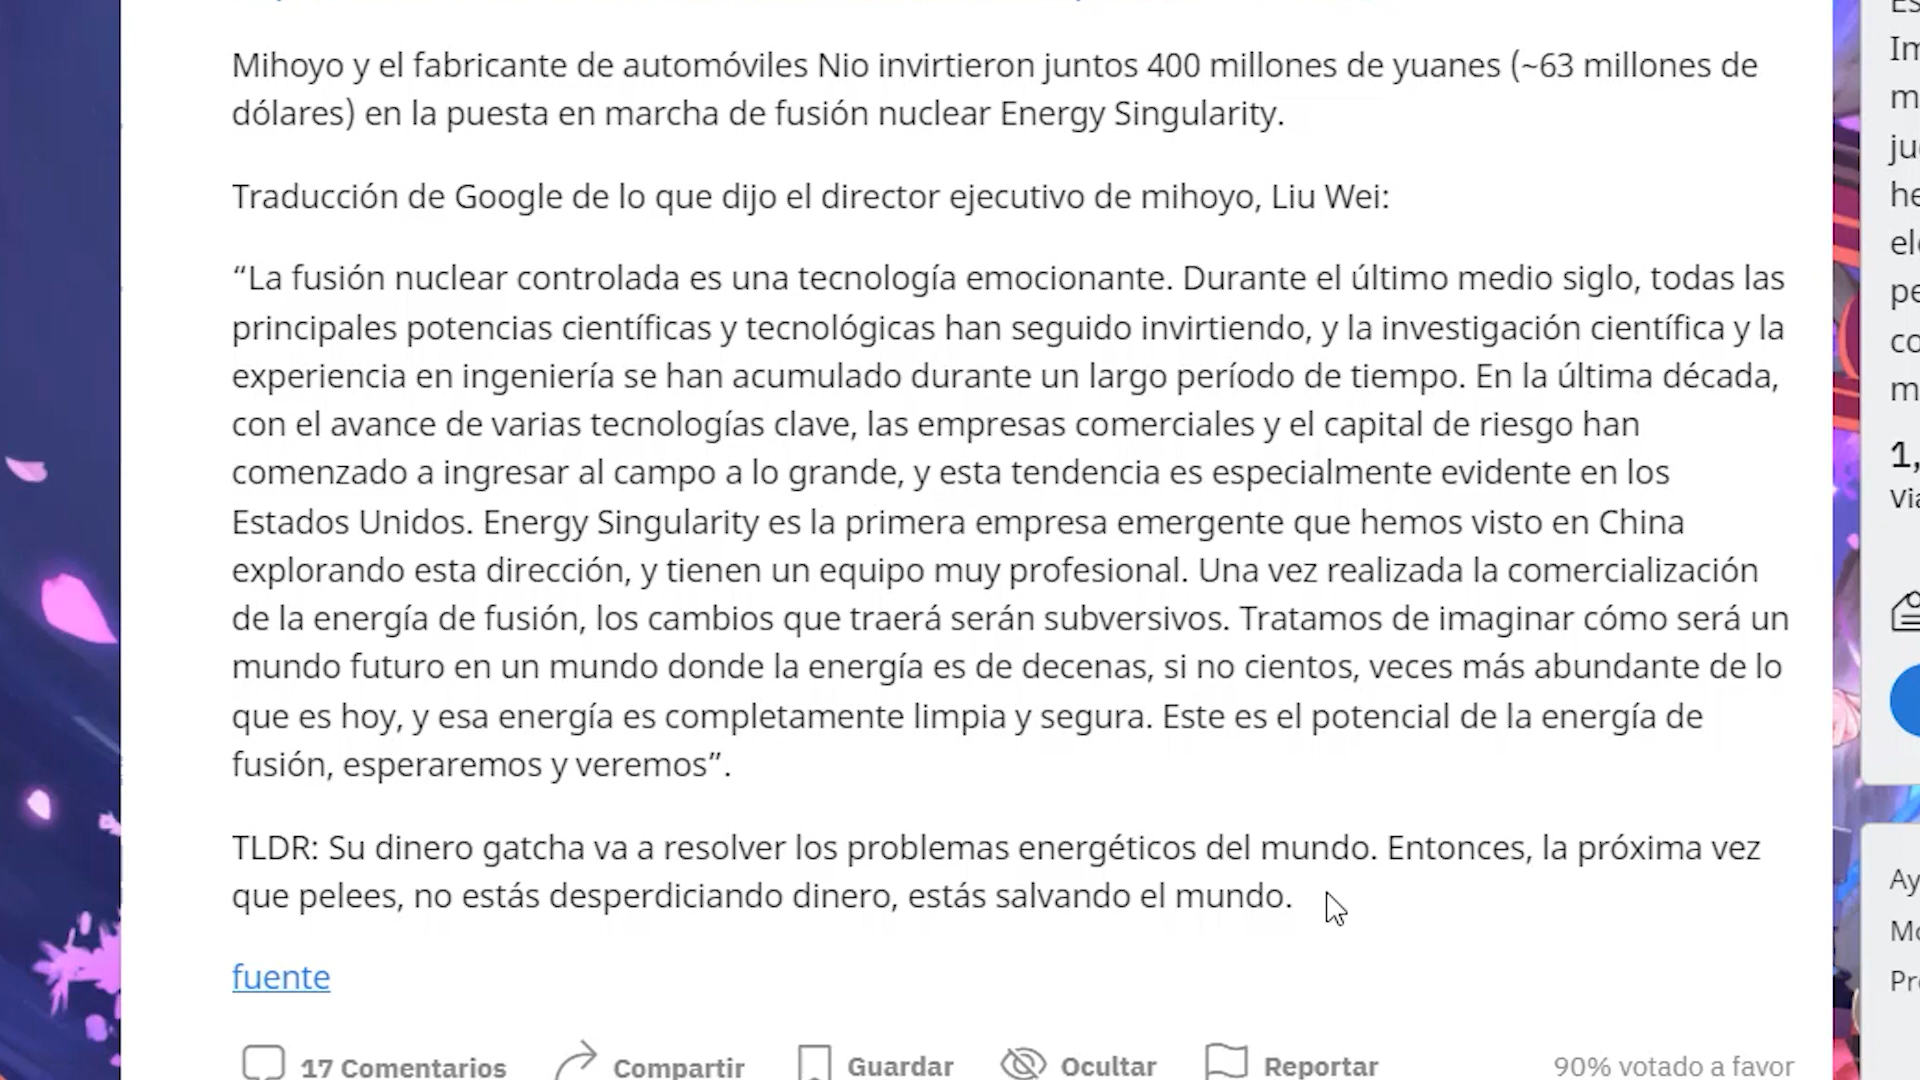 Mihoyo y el fabricante de automóviles Nio invirtieron juntos 400 millones de yuanes (~63 millones de
dólares) en la puesta en marcha de fusión nuclear Energy Singularity.
Traducción de Google de lo que dijo el director ejecutivo de mihoyo, Liu Wei:
“La fusión nuclear controlada es una tecnología emocionante. Durante el último medio siglo, todas las
principales potencias científicas y tecnológicas han seguido invirtiendo, y la investigación científica y la
experiencia en ingeniería se han acumulado durante un largo período de tiempo. En la última década,
con el avance de varias tecnologías clave, las empresas comerciales y el capital de riesgo han
comenzado a ingresar al campo a lo grande, y esta tendencia es especialmente evidente en los
Estados Unidos. Energy Singularity es la primera empresa emergente que hemos visto en China
explorando esta dirección, y tienen un equipo muy profesional. Una vez realizada la comercialización
de la energía de fusión, los cambios que traerá serán subversivos. Tratamos de imaginar cómo será un
mundo futuro en un mundo donde la energía es de decenas, si no cientos, veces más abundante de lo
que es hoy, y esa energía es completamente limpia y segura. Este es el potencial de la energía de
fusión, esperaremos y veremos”.
TLDR: Su dinero gatcha va a resolver los problemas energéticos del mundo. Entonces, la próxima vez
que pelees, no estás desperdiciando dinero, estás salvando el mundo.
fuente
17 Comentarios Compartir Guardar Ocultar Reportar 90% votado a favor